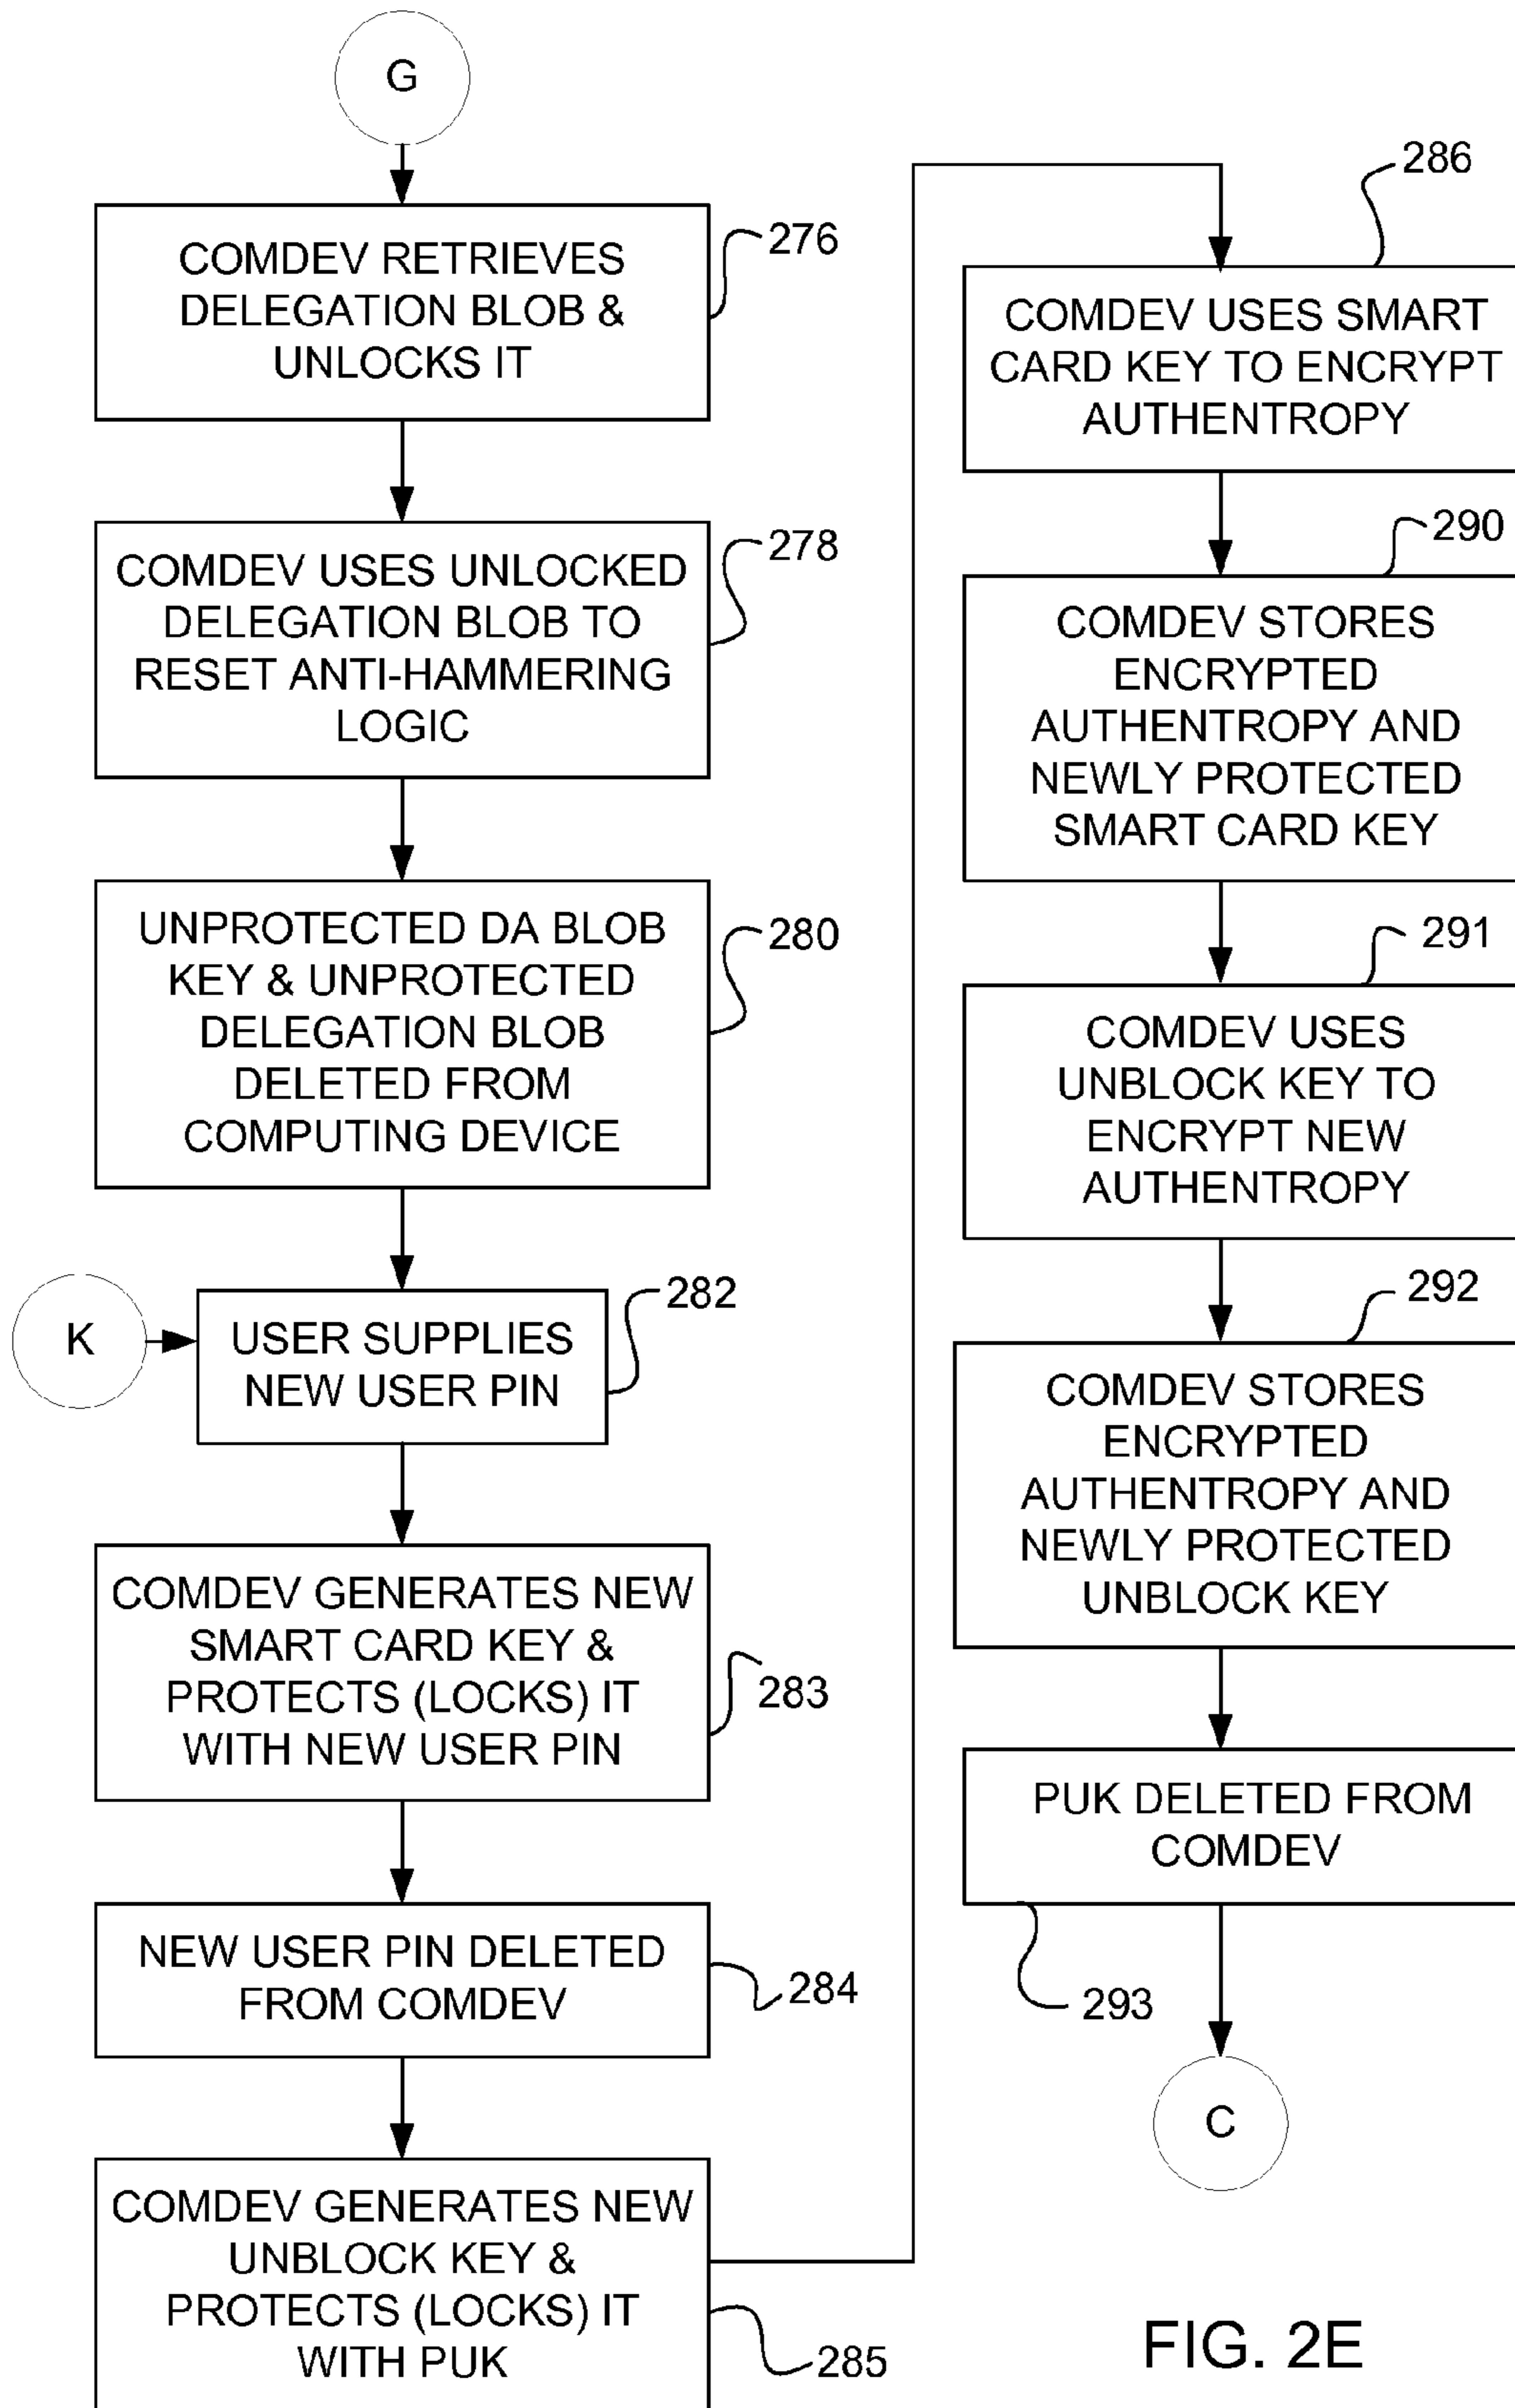 G
COMDEV RETRIEVES
DELEGATION BLOB &
UNLOCKS IT
276
COMDEV USES UNLOCKED
DELEGATION BLOB TO
RESET ANTI-HAMMERING
LOGIC
278
UNPROTECTED DA BLOB
KEY & UNPROTECTED
DELEGATION BLOB
DELETED FROM
COMPUTING DEVICE
280
K
USER SUPPLIES
NEW USER PIN
282
COMDEV GENERATES NEW
SMART CARD KEY &
PROTECTS (LOCKS) IT
WITH NEW USER PIN
283
NEW USER PIN DELETED
FROM COMDEV
284
COMDEV GENERATES NEW
UNBLOCK KEY &
PROTECTS (LOCKS) IT
WITH PUK
285
286
COMDEV USES SMART
CARD KEY TO ENCRYPT
AUTHENTROPY
290
COMDEV STORES
ENCRYPTED
AUTHENTROPY AND
NEWLY PROTECTED
SMART CARD KEY
291
COMDEV USES
UNBLOCK KEY TO
ENCRYPT NEW
AUTHENTROPY
292
COMDEV STORES
ENCRYPTED
AUTHENTROPY AND
NEWLY PROTECTED
UNBLOCK KEY
PUK DELETED FROM
COMDEV
293
C
FIG. 2E